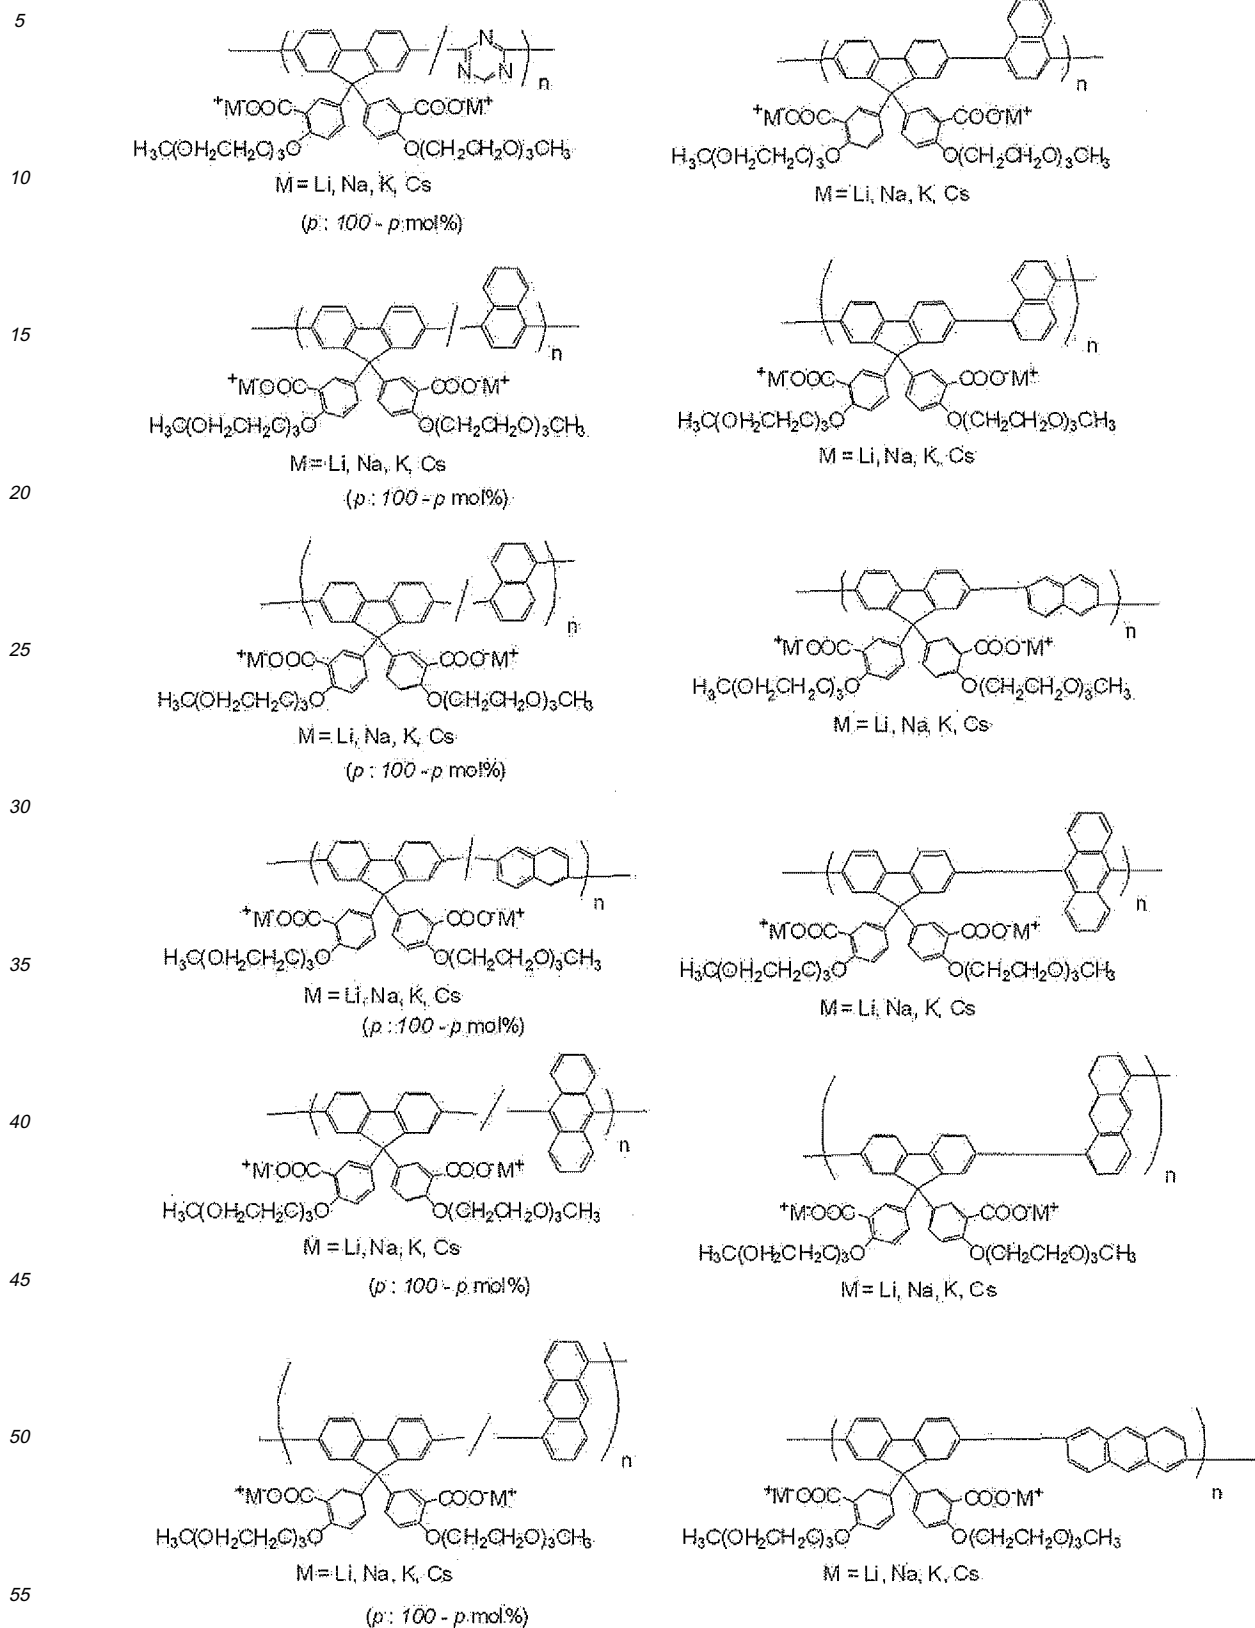 5
N
N N
n n
⁺M⁻OOC COO⁻M⁺ ⁺M⁻OOC COO⁻M⁺
H₃C(OH₂CH₂C)₃O O(CH₂CH₂O)₃CH₃ H₃C(OH₂CH₂C)₃O O(CH₂CH₂O)₃CH₃
10
M = Li, Na, K, Cs M = Li, Na, K, Cs
(p : 100 - p mol%)
15
n n
⁺M⁻OOC COO⁻M⁺ ⁺M⁻OOC COO⁻M⁺
H₃C(OH₂CH₂C)₃O O(CH₂CH₂O)₃CH₃ H₃C(OH₂CH₂C)₃O O(CH₂CH₂O)₃CH₃
M = Li, Na, K, Cs M = Li, Na, K, Cs
20
(p : 100 - p mol%)
n n
25
⁺M⁻OOC COO⁻M⁺ ⁺M⁻OOC COO⁻M⁺
H₃C(OH₂CH₂C)₃O O(CH₂CH₂O)₃CH₃ H₃C(OH₂CH₂C)₃O O(CH₂CH₂O)₃CH₃
M = Li, Na, K, Cs M = Li, Na, K, Cs
(p : 100 - p mol%)
30
n n
⁺M⁻OOC COO⁻M⁺ ⁺M⁻OOC COO⁻M⁺
35
H₃C(OH₂CH₂C)₃O O(CH₂CH₂O)₃CH₃ H₃C(OH₂CH₂C)₃O O(CH₂CH₂O)₃CH₃
M = Li, Na, K, Cs M = Li, Na, K, Cs
(p : 100 - p mol%)
40
n n
⁺M⁻OOC COO⁻M⁺ ⁺M⁻OOC COO⁻M⁺
H₃C(OH₂CH₂C)₃O O(CH₂CH₂O)₃CH₃ H₃C(OH₂CH₂C)₃O O(CH₂CH₂O)₃CH₃
M = Li, Na, K, Cs M = Li, Na, K, Cs
45
(p : 100 - p mol%)
50
n n
⁺M⁻OOC COO⁻M⁺ ⁺M⁻OOC COO⁻M⁺
H₃C(OH₂CH₂C)₃O O(CH₂CH₂O)₃CH₃ H₃C(OH₂CH₂C)₃O O(CH₂CH₂O)₃CH₃
M = Li, Na, K, Cs M = Li, Na, K, Cs
55
(p : 100 - p mol%)